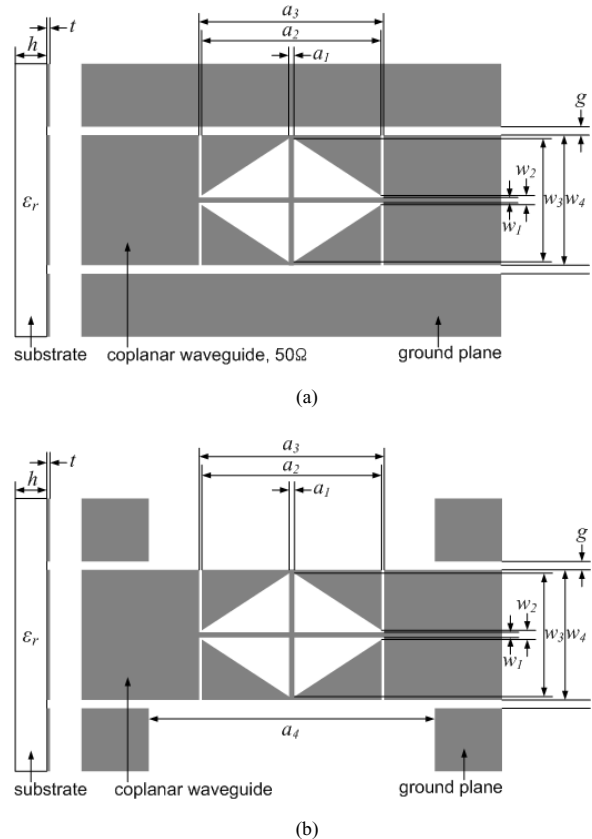 a3
t
h
a2
a1
g
w2
εr
w3
w4
w1
substrate
coplanar waveguide, 50Ω
ground plane
(a)
a3
t
h
a2
a1
g
w2
εr
w3
w4
w1
a4
substrate
coplanar waveguide
ground plane
(b)